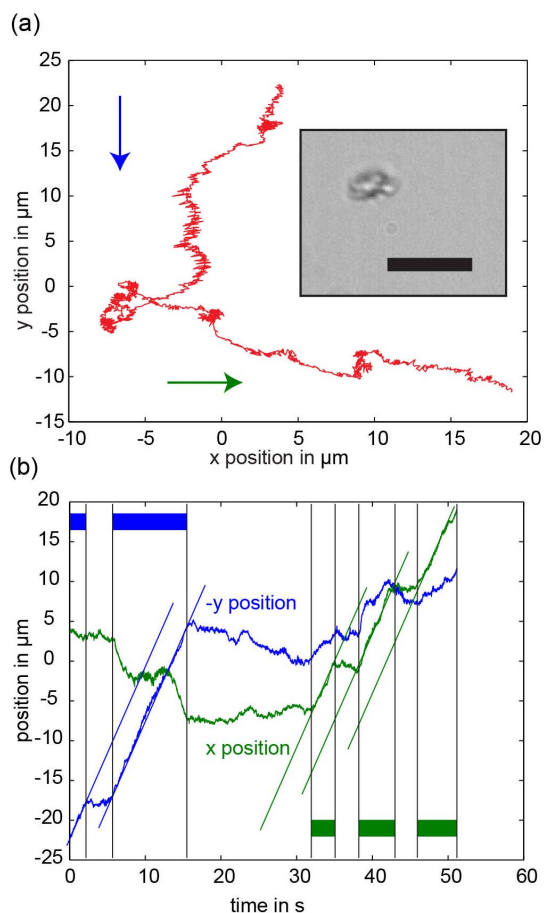 (a)
25
20
15
10
5
0
-5
-10
-15
y position in µm
-10 -5 0 5 10 15 20
x position in µm
(b)
20
15
10
5
0
-5
-10
-15
-20
-25
position in µm
-y position
x position
0 10 20 30 40 50 60
time in s